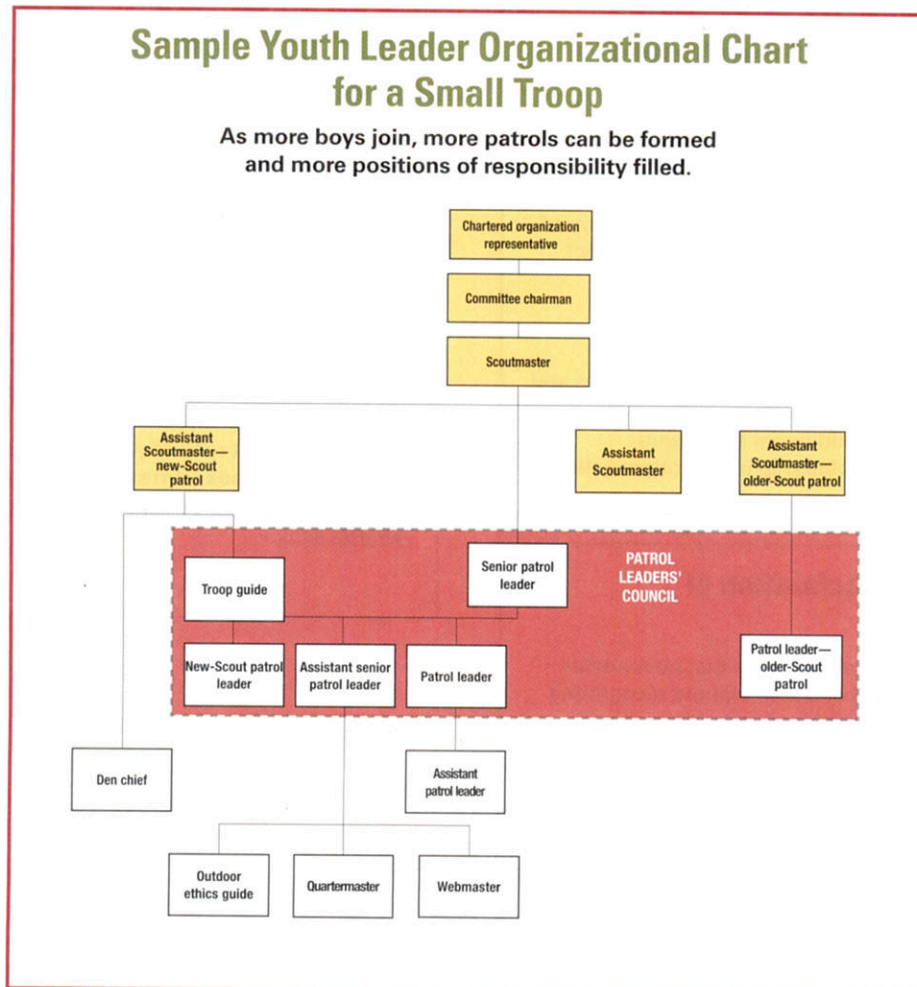 Sample Youth Leader Organizational Chart
for a Small Troop
As more boys join, more patrols can be formed
and more positions of responsibility filled.
Chartered organization
representative
Committee chairman
Scoutmaster
Assistant
Scoutmaster—
new-Scout
patrol
Assistant
Scoutmaster
Assistant
Scoutmaster—
older-Scout patrol
Troop guide
Senior patrol
leader
PATROL
LEADERS'
COUNCIL
New-Scout patrol
leader
Assistant senior
patrol leader
Patrol leader
Patrol leader—
older-Scout
patrol
Den chief
Assistant
patrol leader
Outdoor
ethics guide
Quartermaster
Webmaster